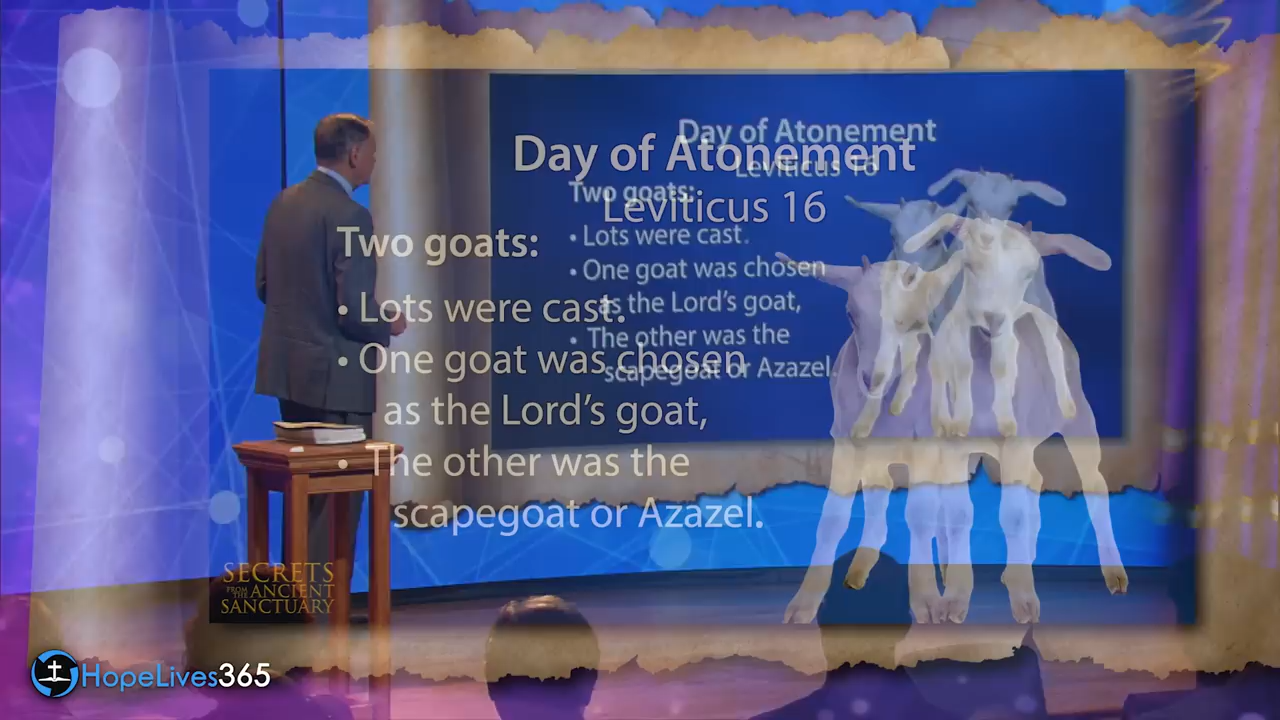 Day of Atonement
Leviticus 16
Two goats:
• Lots were cast.
• One goat was chosen
as the Lord's goat,
• The other was the
scapegoat or Azazel.
Day of Atonement
Leviticus 16
Two goats:
• Lots were cast.
• One goat was chosen
as the Lord's goat,
• The other was the
scapegoat or Azazel.
SECRETS
FROM THE ANCIENT
SANCTUARY
HopeLives365